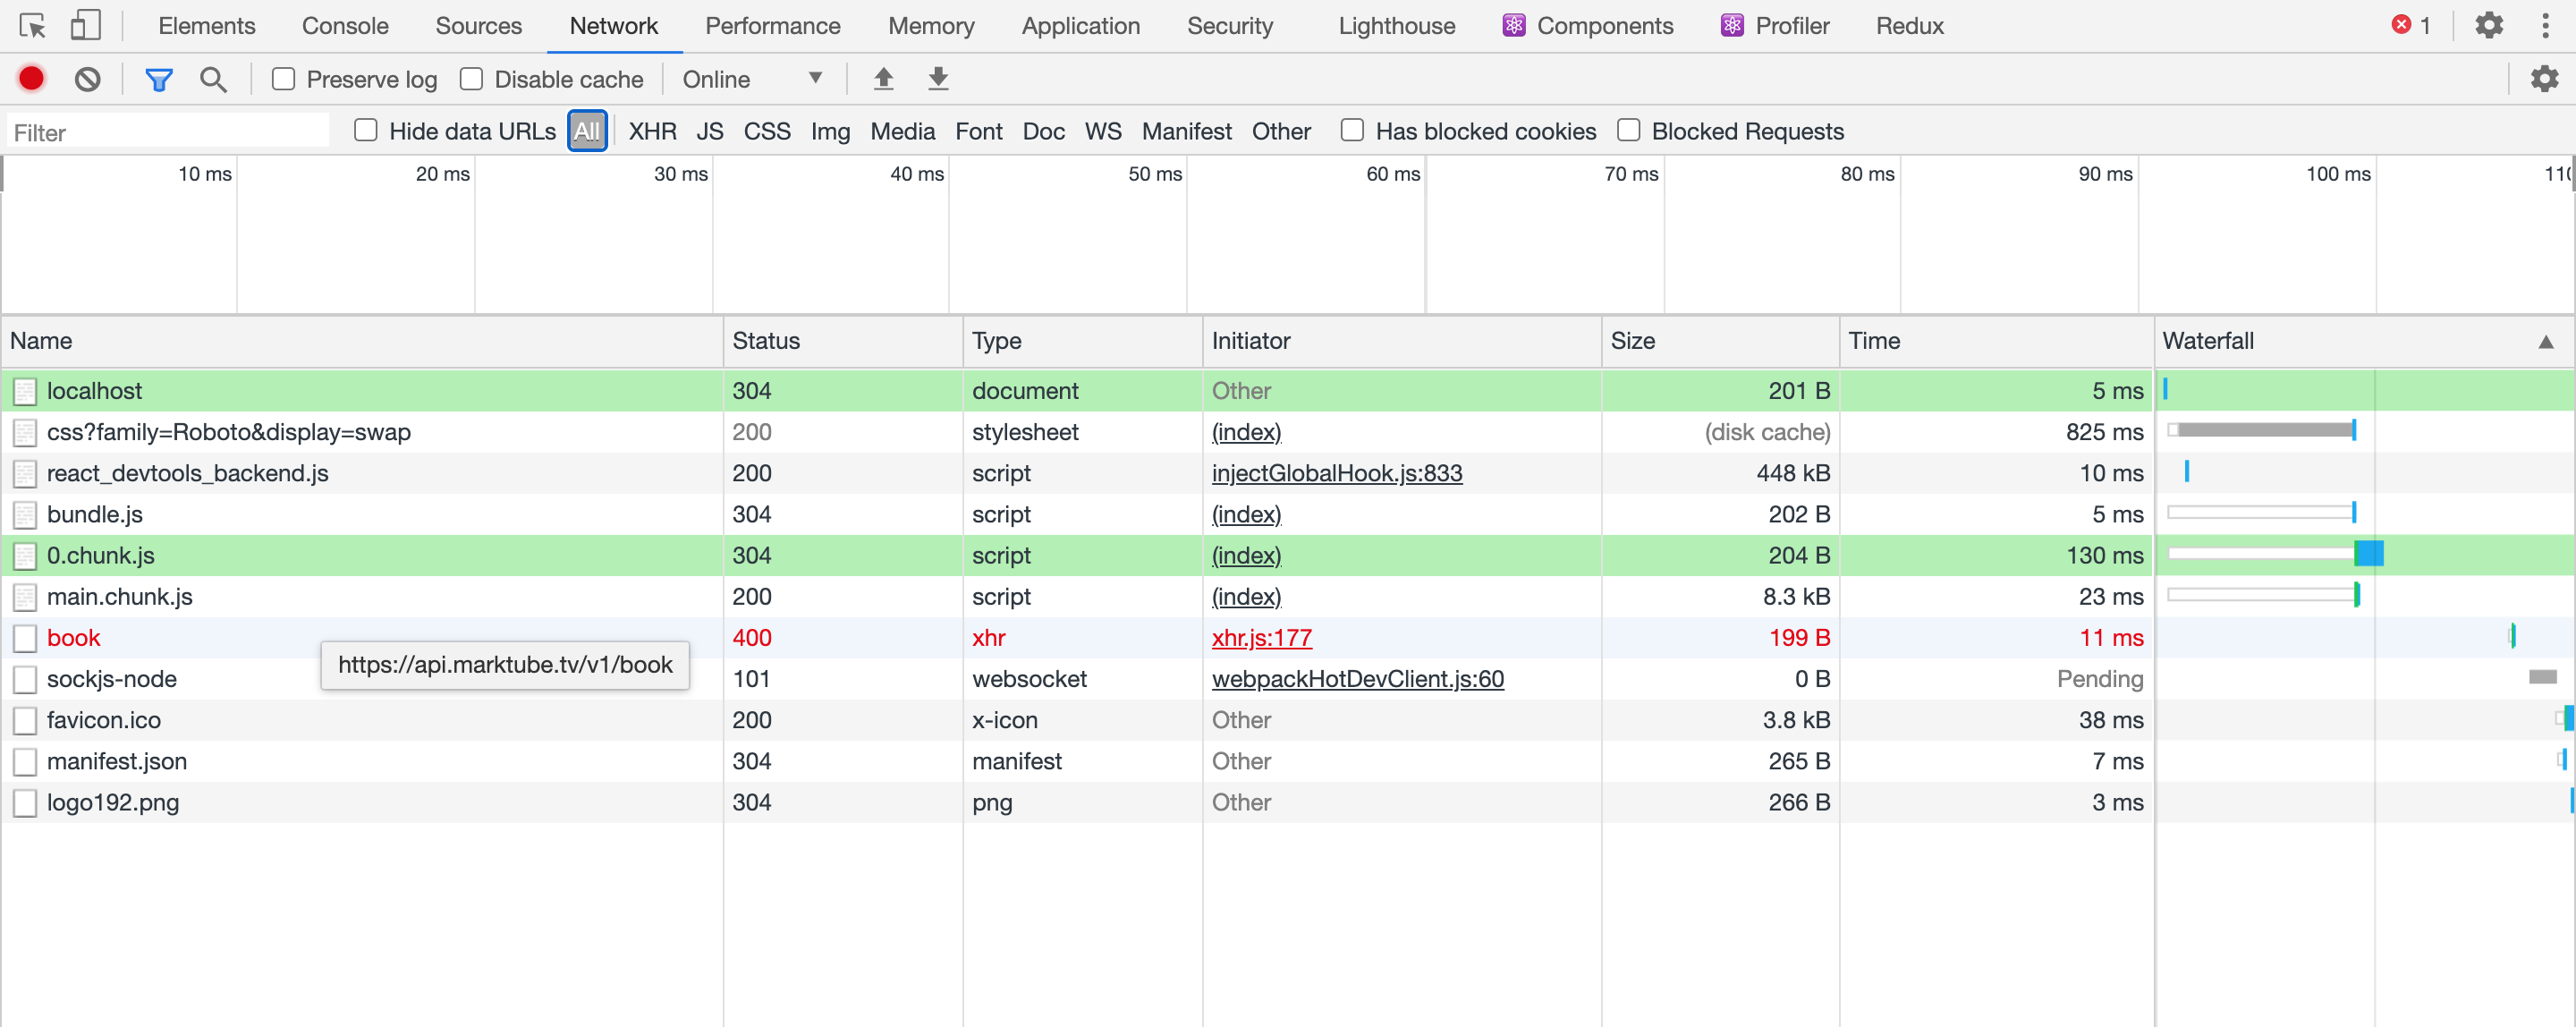 Elements Console Sources Network Performance Memory Application Security Lighthouse Components Profiler Redux 1
Preserve log Disable cache Online
Filter Hide data URLs All XHR JS CSS Img Media Font Doc WS Manifest Other Has blocked cookies Blocked Requests
10 ms 20 ms 30 ms 40 ms 50 ms 60 ms 70 ms 80 ms 90 ms 100 ms 110
Name Status Type Initiator Size Time Waterfall
localhost 304 document Other 201 B 5 ms
css?family=Roboto&display=swap 200 stylesheet (index) (disk cache) 825 ms
react_devtools_backend.js 200 script injectGlobalHook.js:833 448 kB 10 ms
bundle.js 304 script (index) 202 B 5 ms
0.chunk.js 304 script (index) 204 B 130 ms
main.chunk.js 200 script (index) 8.3 kB 23 ms
book 400 xhr xhr.js:177 199 B 11 ms
https://api.marktube.tv/v1/book
sockjs-node 101 websocket webpackHotDevClient.js:60 0 B Pending
favicon.ico 200 x-icon Other 3.8 kB 38 ms
manifest.json 304 manifest Other 265 B 7 ms
logo192.png 304 png Other 266 B 3 ms